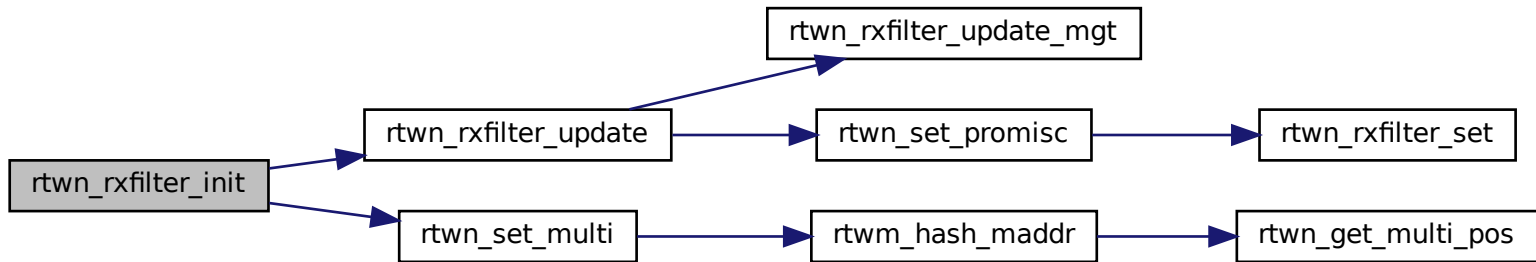 rtwn_rxfilter_update_mgt
rtwn_rxfilter_update
rtwn_set_promisc
rtwn_rxfilter_set
rtwn_rxfilter_init
rtwn_set_multi
rtwm_hash_maddr
rtwn_get_multi_pos